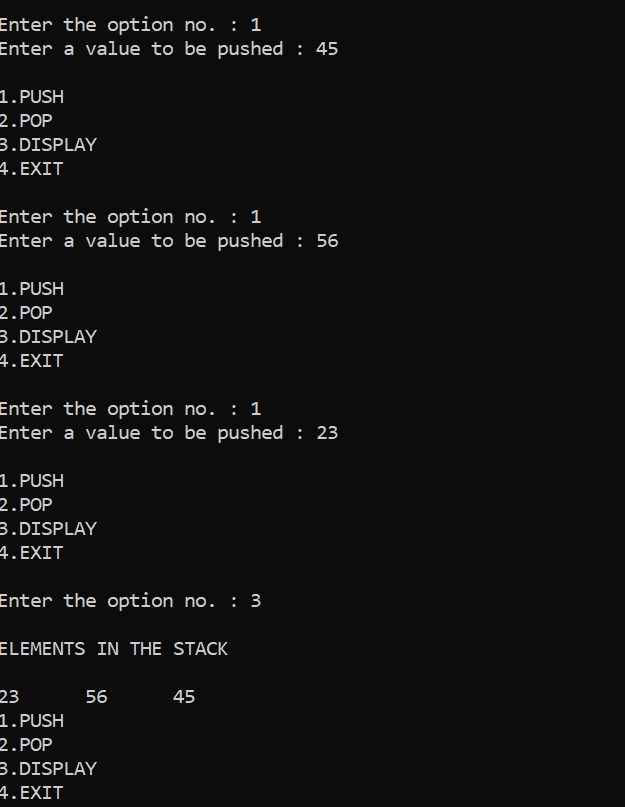 Enter the option no. : 1
Enter a value to be pushed : 45
1.PUSH
2.POP
3.DISPLAY
4.EXIT
Enter the option no. : 1
Enter a value to be pushed : 56
1.PUSH
2.POP
3.DISPLAY
4.EXIT
Enter the option no. : 1
Enter a value to be pushed : 23
1.PUSH
2.POP
3.DISPLAY
4.EXIT
Enter the option no. : 3
ELEMENTS IN THE STACK
23 56 45
1.PUSH
2.POP
3.DISPLAY
4.EXIT